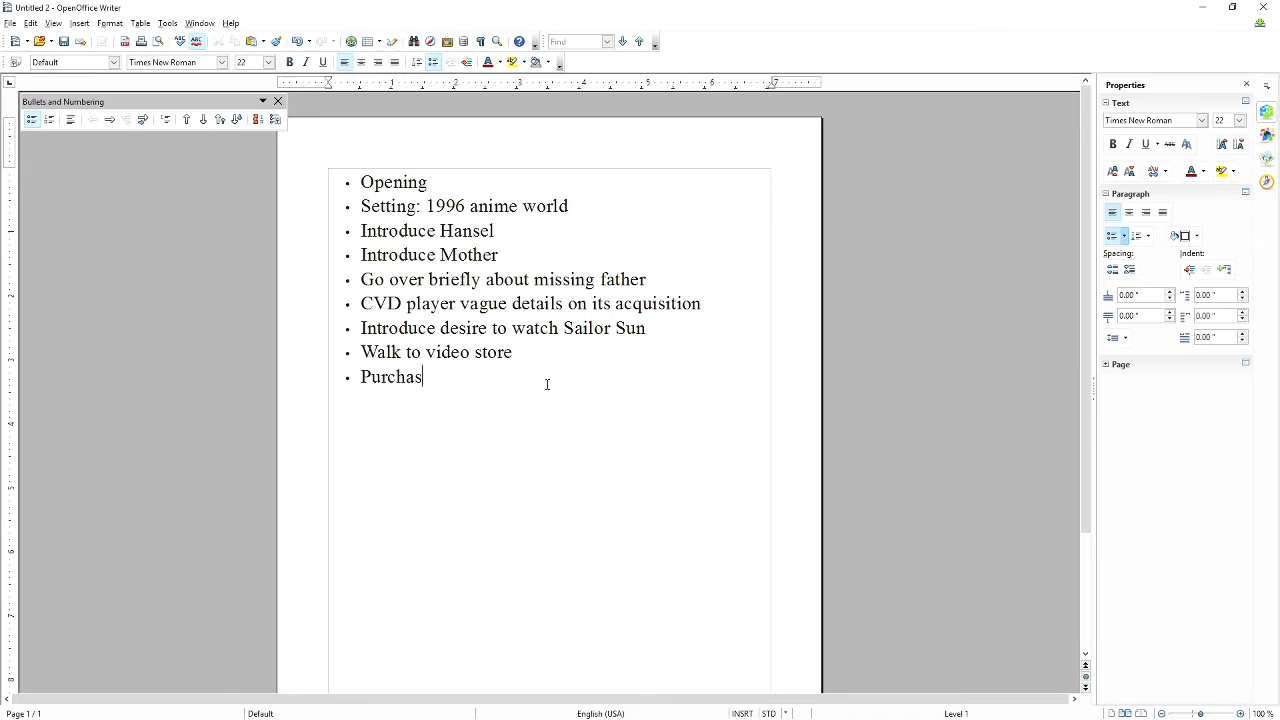 Untitled 2 - OpenOffice Writer
File Edit View Insert Format Table Tools Window Help
Find
Default Times New Roman 22
Bullets and Numbering
Opening
Setting: 1996 anime world
Introduce Hansel
Introduce Mother
Go over briefly about missing father
CVD player vague details on its acquisition
Introduce desire to watch Sailor Sun
Walk to video store
Purchas
Properties
Text
Times New Roman 22
Paragraph
Spacing: Indent:
0.00 " 0.00 "
0.00 " 0.00 "
0.00 "
Page
Page 1 / 1 Default English (USA) INSRT STD * Level 1 100 %